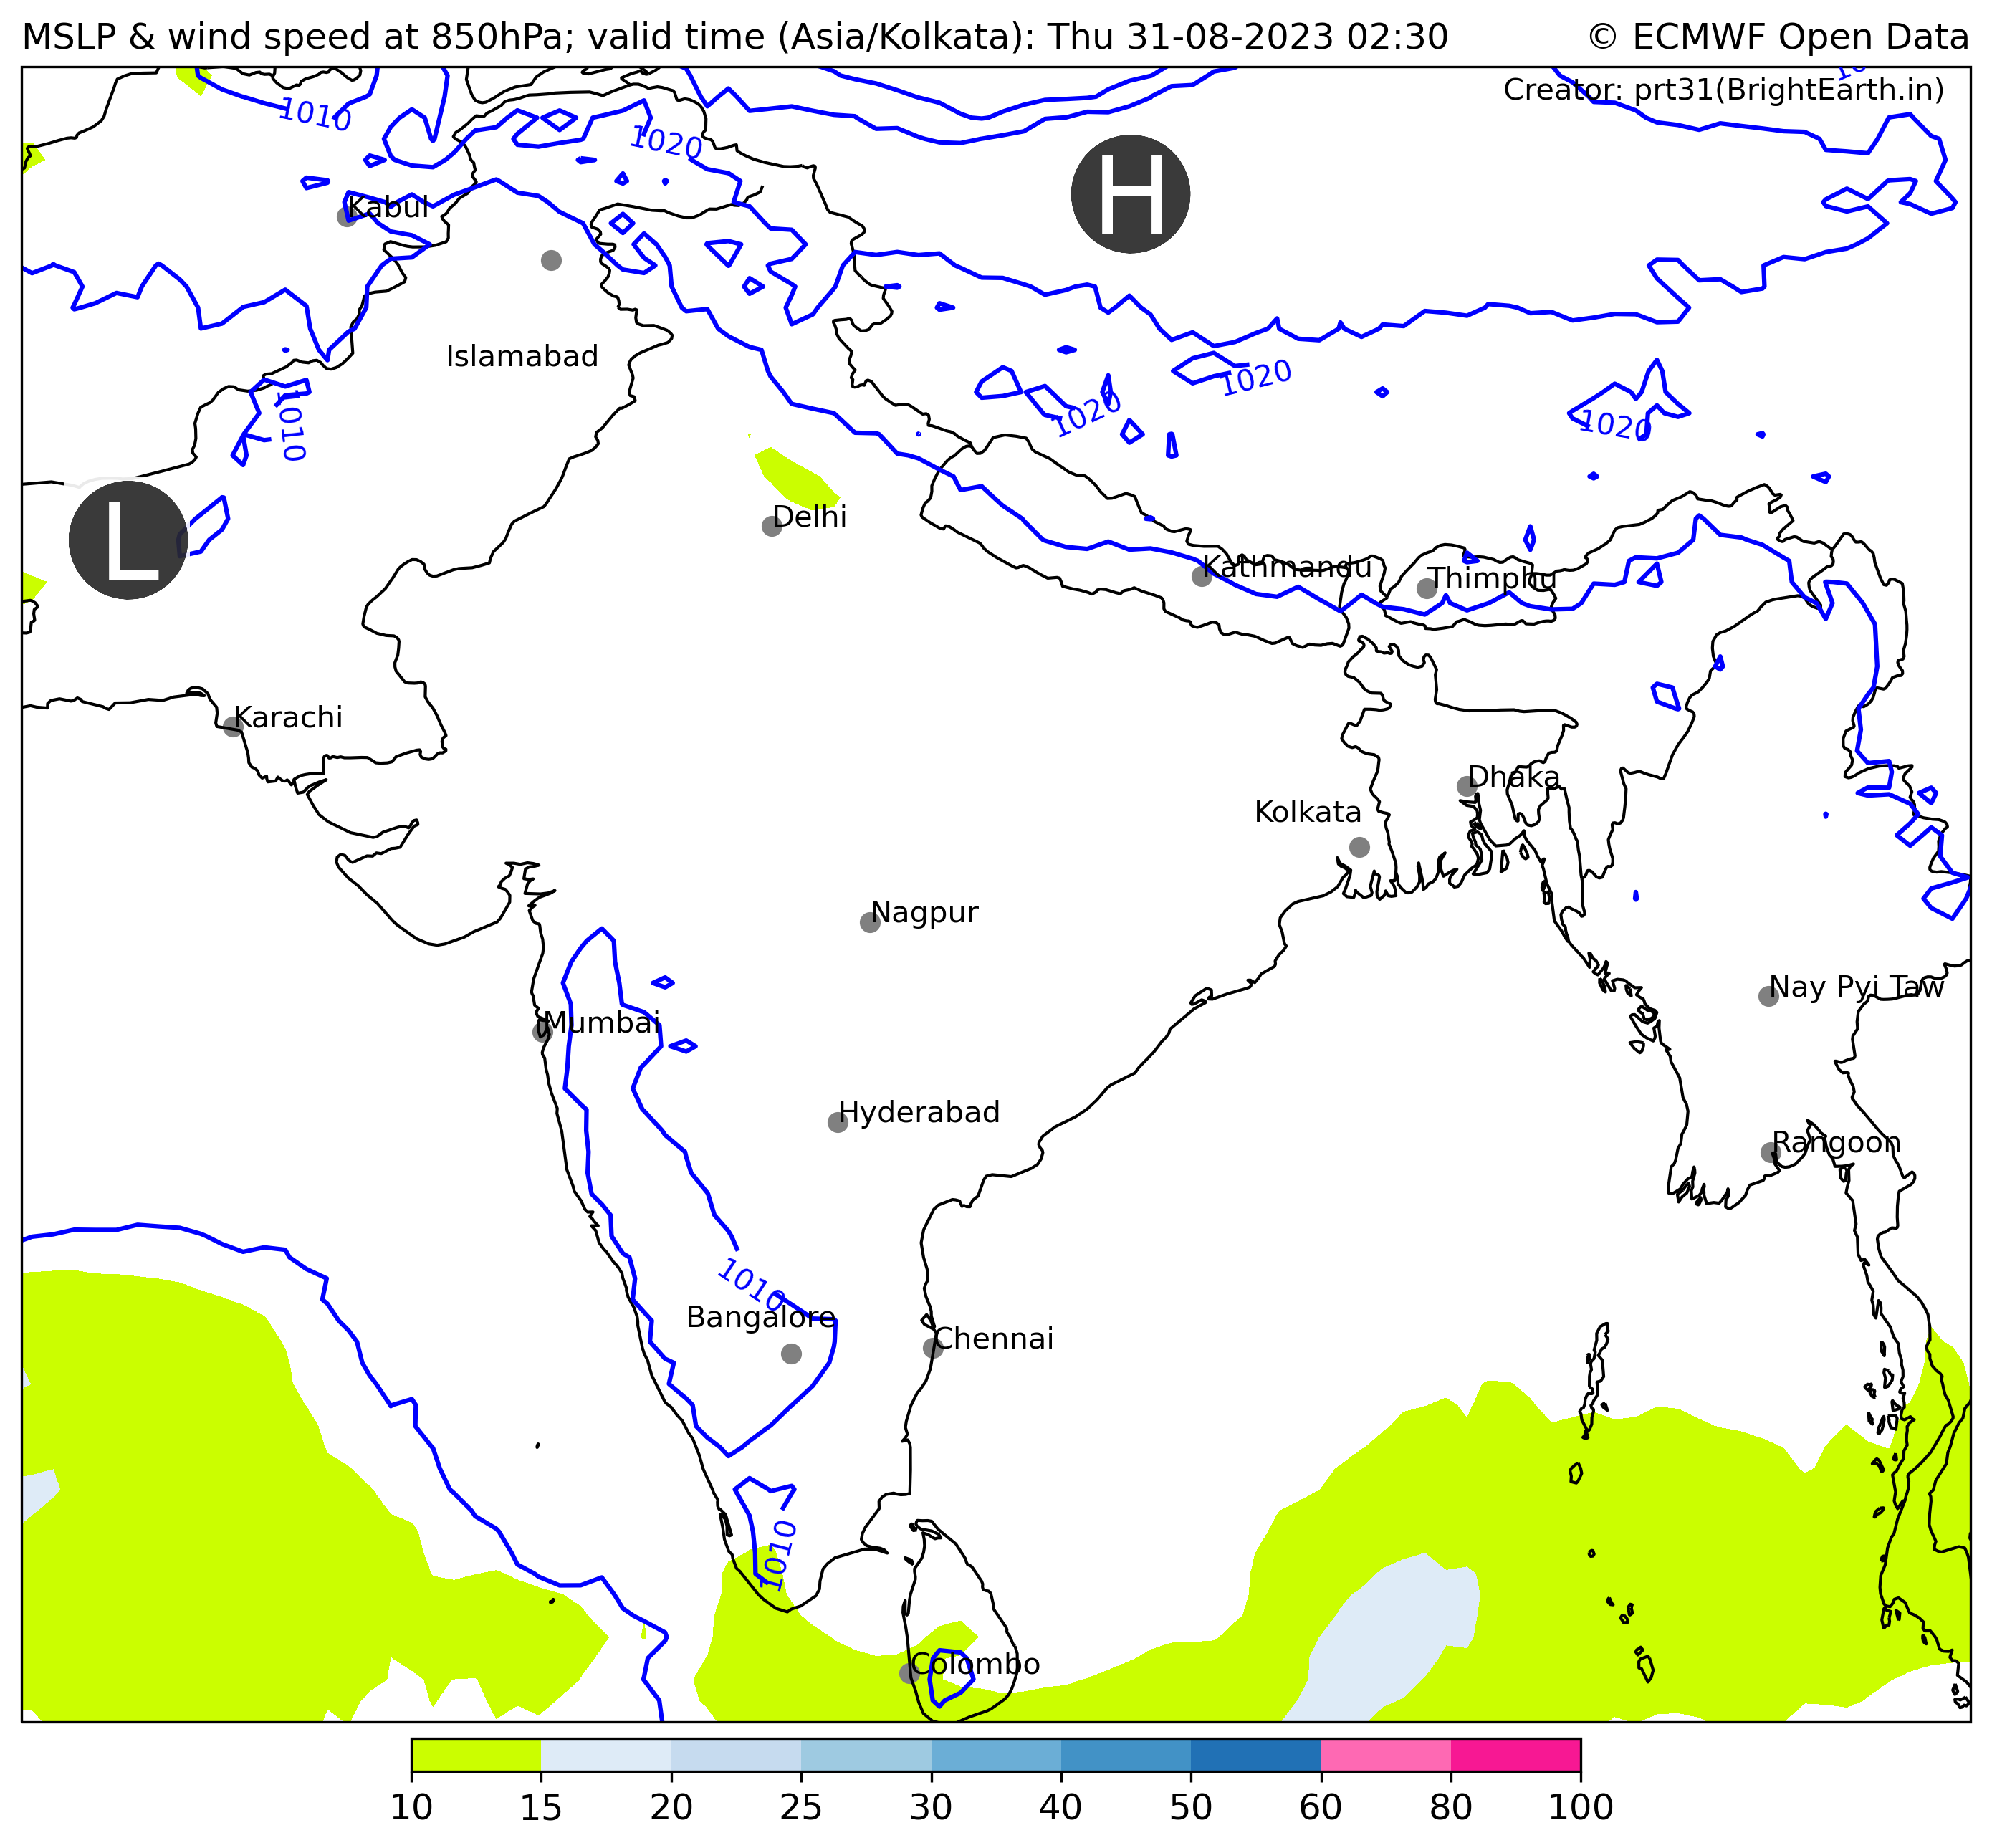 MSLP & wind speed at 850hPa; valid time (Asia/Kolkata): Thu 31-08-2023 02:30
© ECMWF Open Data
Creator: prt31(BrightEarth.in)
1010
1020
H
Kabul
Islamabad
1020
1020
1020
1010
L
Delhi
Kathmandu
Thimphu
Karachi
Dhaka
Kolkata
Nagpur
Nay Pyi Taw
Mumbai
Hyderabad
Rangoon
1010
Bangalore
Chennai
1010
Colombo
10 15 20 25 30 40 50 60 80 100